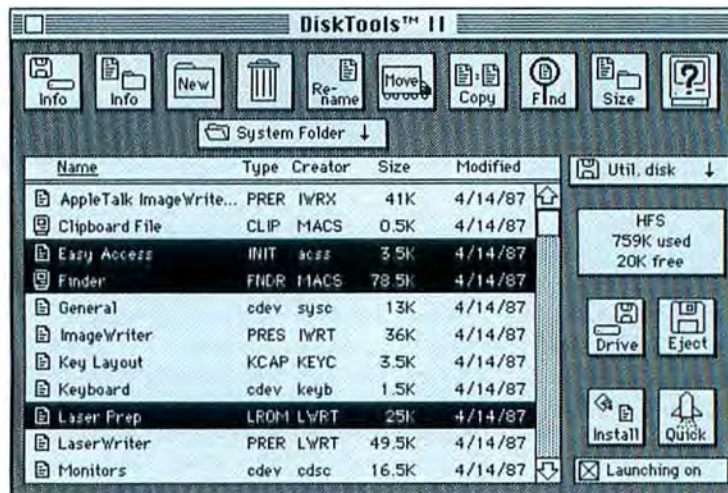 DiskTools™ II
Info Info New Re-name Move Copy Find Size ?
System Folder ↓
Name Type Creator Size Modified
AppleTalk ImageWrite... PRER IWRX 41K 4/14/87
Clipboard File CLIP MACS 0.5K 4/14/87
Easy Access INIT acss 3.5K 4/14/87
Finder FNDR MACS 78.5K 4/14/87
General cdev sysc 13K 4/14/87
ImageWriter PRES IWRT 36K 4/14/87
Key Layout KCAP KEYC 3.5K 4/14/87
Keyboard cdev keyb 1.5K 4/14/87
Laser Prep LROM LWRT 25K 4/14/87
LaserWriter PRER LWRT 49.5K 4/14/87
Monitors cdev cdsc 16.5K 4/14/87
Util. disk ↓
HFS
759K used
20K free
Drive Eject
Install Quick
Launching on